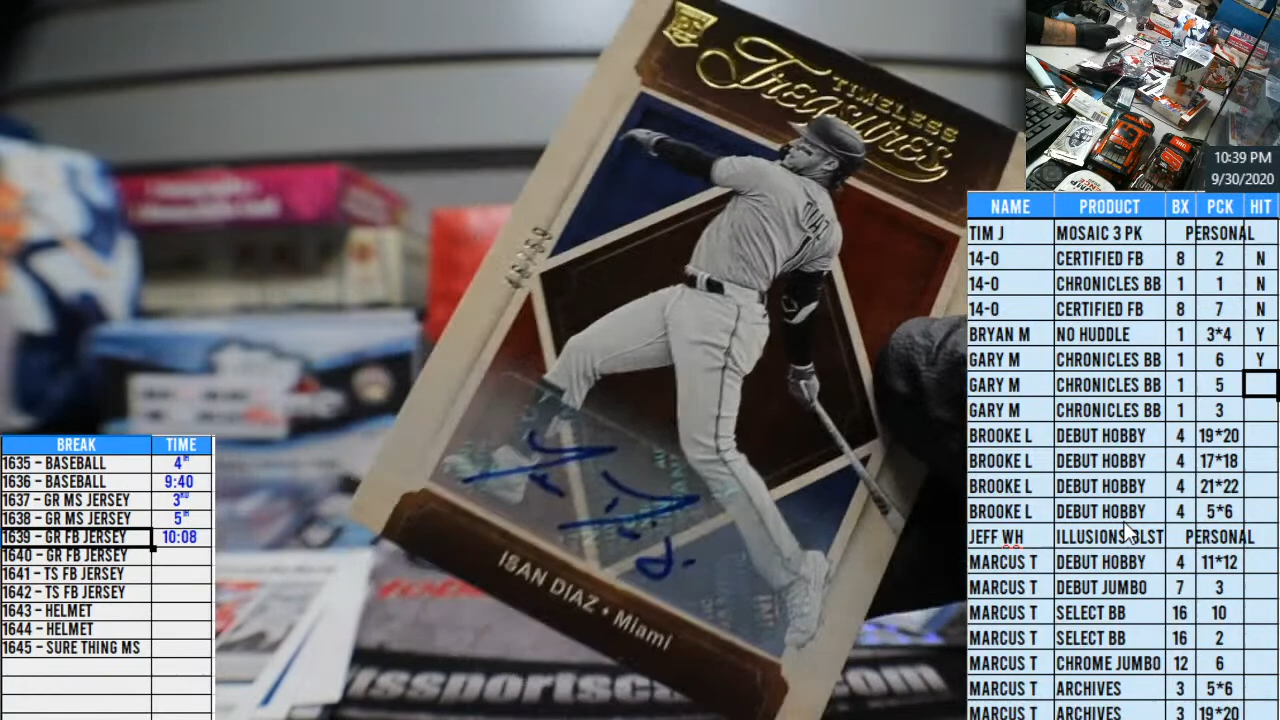 TIMELESS
Treasures
ISAN DIAZ • Miami
10:39 PM
9/30/2020
NAME PRODUCT BX PCK HIT
TIM J MOSAIC 3 PK PERSONAL
14-0 CERTIFIED FB 8 2 N
14-0 CHRONICLES BB 1 1 N
14-0 CERTIFIED FB 8 7 N
BRYAN M NO HUDDLE 1 3*4 Y
GARY M CHRONICLES BB 1 6 Y
GARY M CHRONICLES BB 1 5
GARY M CHRONICLES BB 1 3
BROOKE L DEBUT HOBBY 4 19*20
BROOKE L DEBUT HOBBY 4 17*18
BROOKE L DEBUT HOBBY 4 21*22
BROOKE L DEBUT HOBBY 4 5*6
JEFF WH ILLUSIONS BLST PERSONAL
MARCUS T DEBUT HOBBY 4 11*12
MARCUS T DEBUT JUMBO 7 3
MARCUS T SELECT BB 16 10
MARCUS T SELECT BB 16 2
MARCUS T CHROME JUMBO 12 6
MARCUS T ARCHIVES 3 5*6
MARCUS T ARCHIVES 3 19*20
BREAK TIME
1635 – BASEBALL 4TH
1636 – BASEBALL 9:40
1637 – GR MS JERSEY 3RD
1638 – GR MS JERSEY 5TH
1639 – GR FB JERSEY 10:08
1640 – GR FB JERSEY
1641 – TS FB JERSEY
1642 – TS FB JERSEY
1643 – HELMET
1644 – HELMET
1645 – SURE THING MS